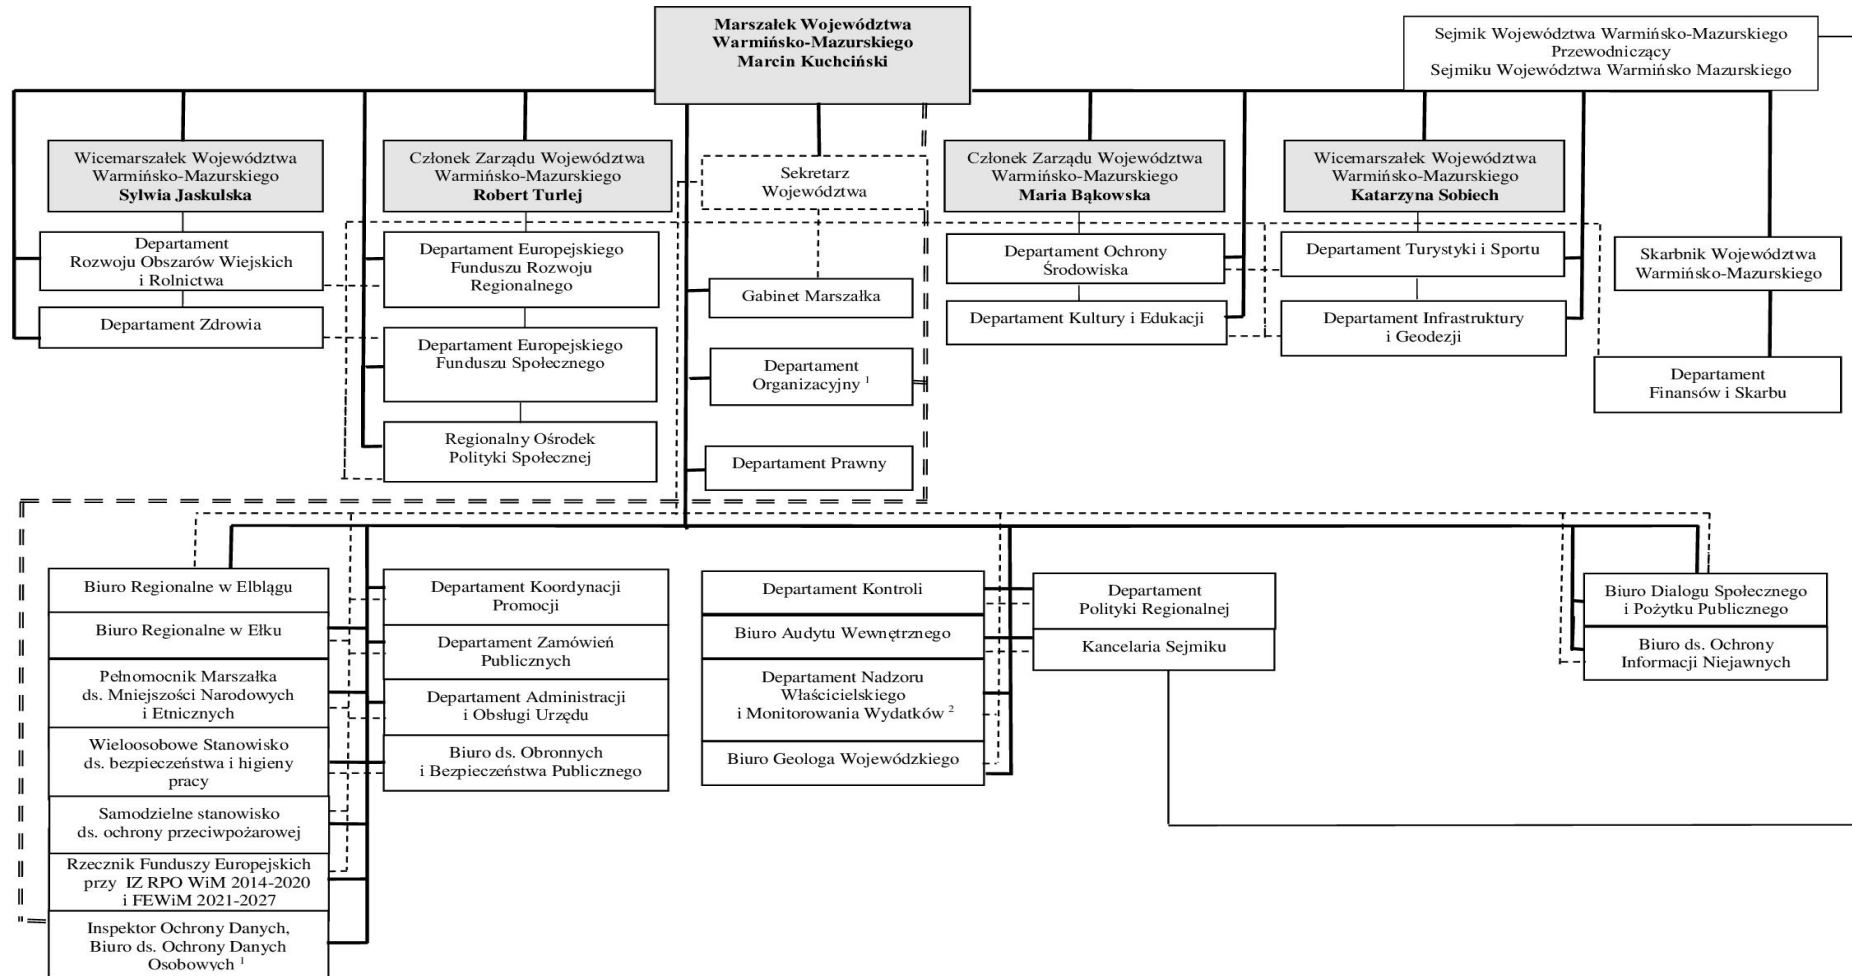 Marszałek Województwa
Warmińsko-Mazurskiego
Marcin Kuchciński
Sejmik Województwa Warmińsko-Mazurskiego
Przewodniczący
Sejmiku Województwa Warmińsko Mazurskiego
Wicemarszałek Województwa
Warmińsko-Mazurskiego
Sylwia Jaskulska
Członek Zarządu Województwa
Warmińsko-Mazurskiego
Robert Turlej
Sekretarz
Województwa
Członek Zarządu Województwa
Warmińsko-Mazurskiego
Maria Bąkowska
Wicemarszałek Województwa
Warmińsko-Mazurskiego
Katarzyna Sobiech
Departament
Rozwoju Obszarów Wiejskich
i Rolnictwa
Departament Zdrowia
Departament Europejskiego
Funduszu Rozwoju
Regionalnego
Departament Europejskiego
Funduszu Społecznego
Regionalny Ośrodek
Polityki Społecznej
Gabinet Marszałka
Departament
Organizacyjny ¹
Departament Prawny
Departament Ochrony
Środowiska
Departament Kultury i Edukacji
Departament Turystyki i Sportu
Departament Infrastruktury
i Geodezji
Skarbnik Województwa
Warmińsko-Mazurskiego
Departament
Finansów i Skarbu
Biuro Regionalne w Elblągu
Biuro Regionalne w Ełku
Pełnomocnik Marszałka
ds. Mniejszości Narodowych
i Etnicznych
Wieloosobowe Stanowisko
ds. bezpieczeństwa i higieny
pracy
Samodzielne stanowisko
ds. ochrony przeciwpożarowej
Rzecznik Funduszy Europejskich
przy IZ RPO WiM 2014-2020
i FEWiM 2021-2027
Inspektor Ochrony Danych,
Biuro ds. Ochrony Danych
Osobowych ¹
Departament Koordynacji
Promocji
Departament Zamówień
Publicznych
Departament Administracji
i Obsługi Urzędu
Biuro ds. Obronnych
i Bezpieczeństwa Publicznego
Departament Kontroli
Biuro Audytu Wewnętrznego
Departament Nadzoru
Właścicielskiego
i Monitorowania Wydatków ²
Biuro Geologa Wojewódzkiego
Departament
Polityki Regionalnej
Kancelaria Sejmiku
Biuro Dialogu Społecznego
i Pożytku Publicznego
Biuro ds. Ochrony
Informacji Niejawnych